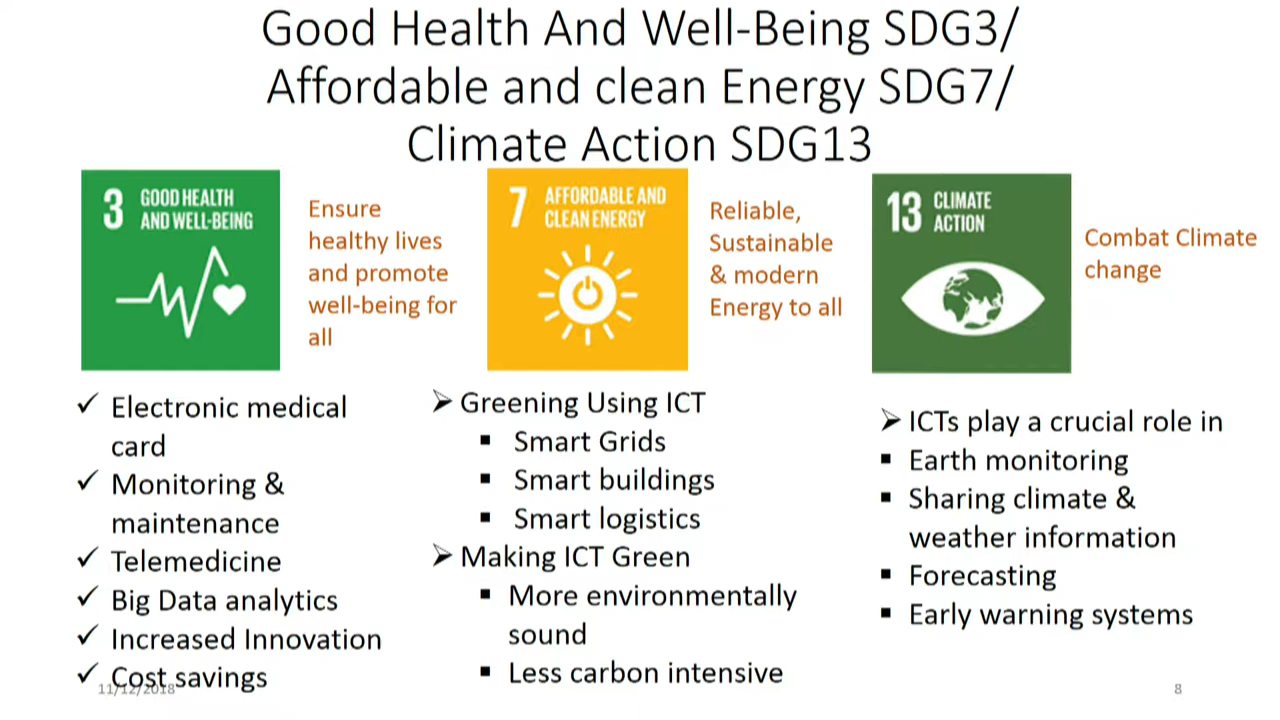 Good Health And Well-Being SDG3/
Affordable and clean Energy SDG7/
Climate Action SDG13
3 GOOD HEALTH
AND WELL-BEING
Ensure
healthy lives
and promote
well-being for
all
7 AFFORDABLE AND
CLEAN ENERGY
Reliable,
Sustainable
& modern
Energy to all
13 CLIMATE
ACTION
Combat Climate
change
✓ Electronic medical
card
✓ Monitoring &
maintenance
✓ Telemedicine
✓ Big Data analytics
✓ Increased Innovation
✓ Cost savings
➢ Greening Using ICT
▪ Smart Grids
▪ Smart buildings
▪ Smart logistics
➢ Making ICT Green
▪ More environmentally
sound
▪ Less carbon intensive
➢ ICTs play a crucial role in
▪ Earth monitoring
▪ Sharing climate &
weather information
▪ Forecasting
▪ Early warning systems
11/12/2018
8